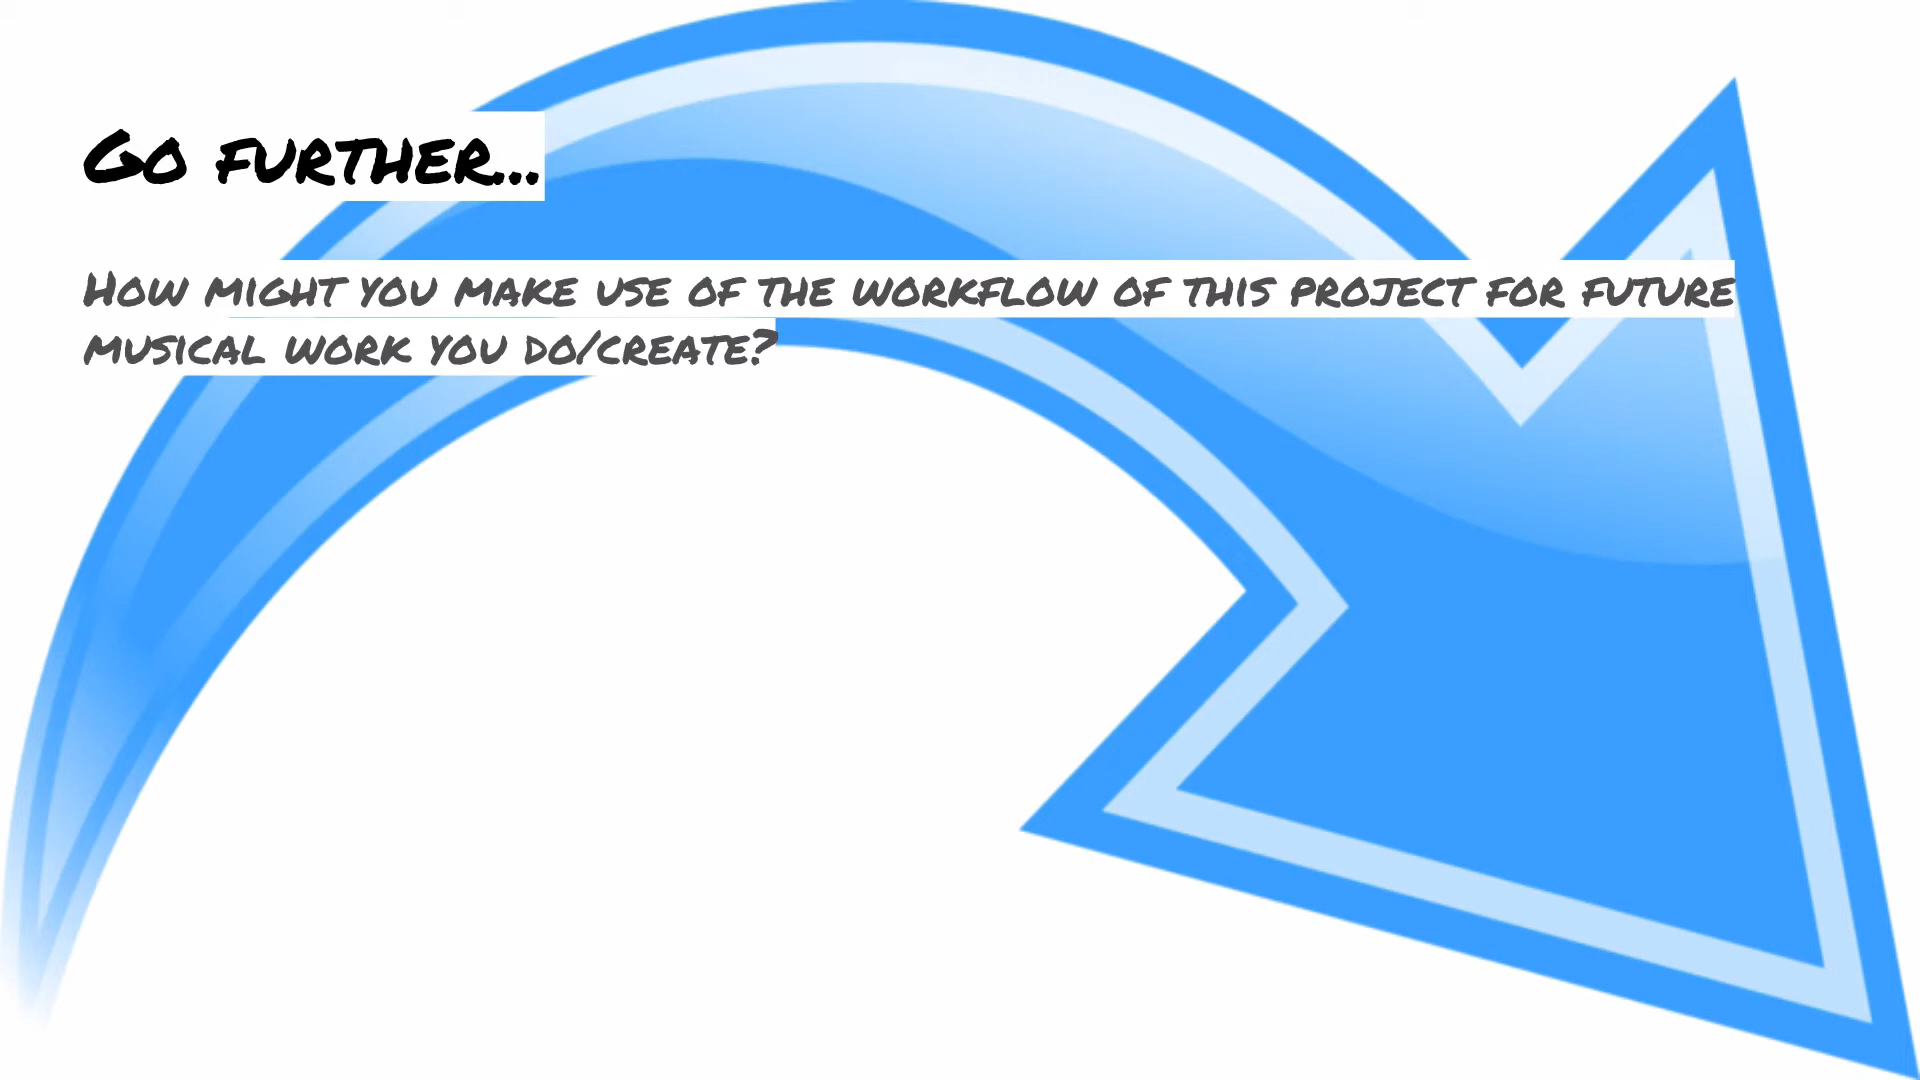 Go further...
How might you make use of the workflow of this project for future
musical work you do/create?